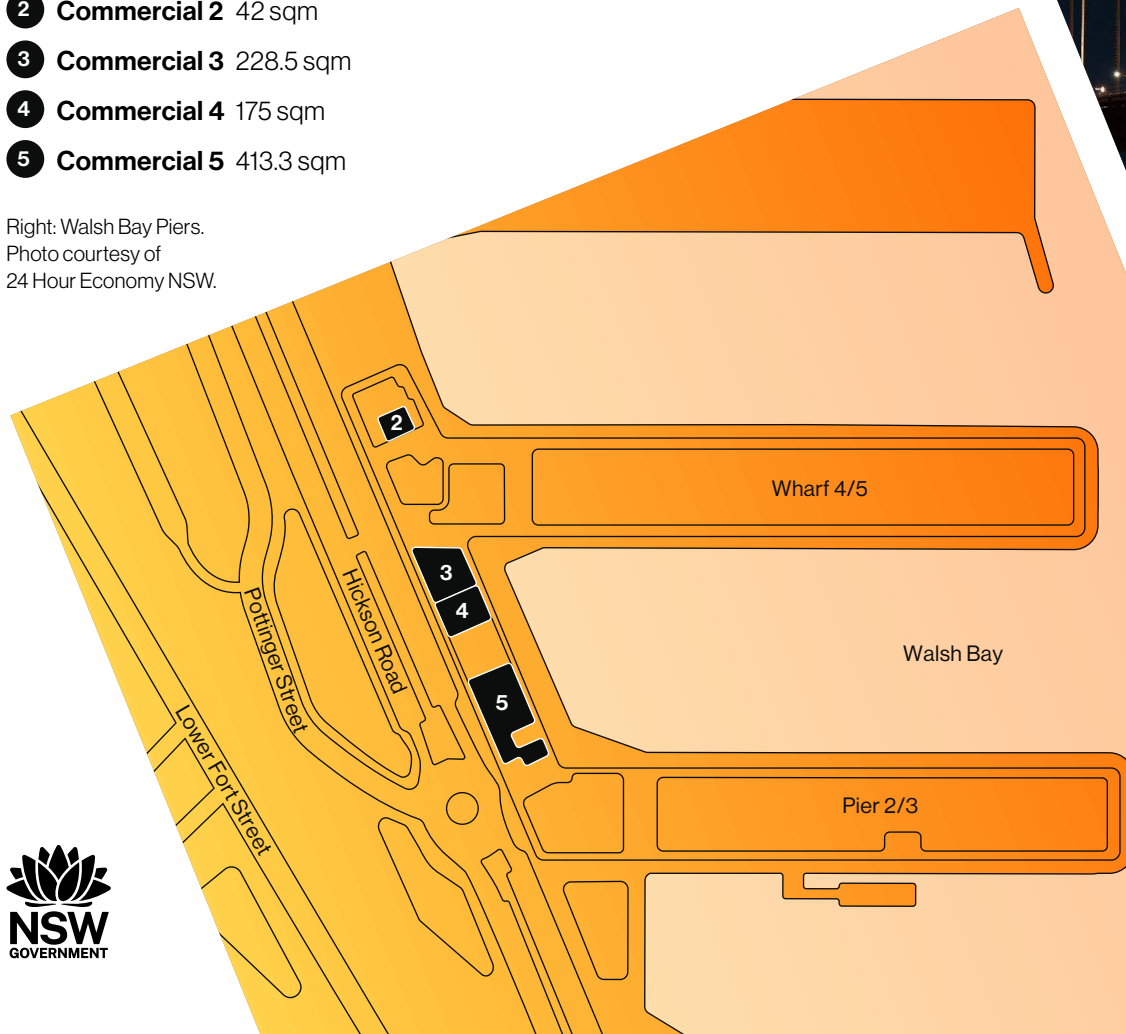 2 Commercial 2 42 sqm
3 Commercial 3 228.5 sqm
4 Commercial 4 175 sqm
5 Commercial 5 413.3 sqm
Right: Walsh Bay Piers.
Photo courtesy of
24 Hour Economy NSW.
2
Wharf 4/5
3
4
Hickson Road
Pottinger Street
Walsh Bay
5
Lower Fort Street
Pier 2/3
NSW
GOVERNMENT